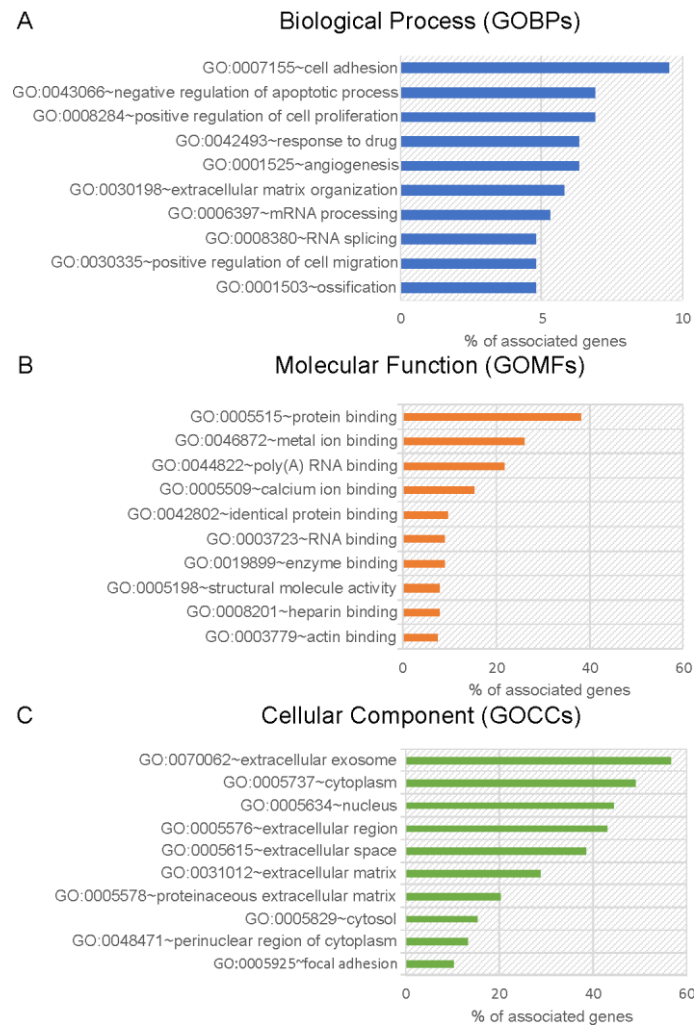 A
Biological Process (GOBPs)
GO:0007155~cell adhesion
GO:0043066~negative regulation of apoptotic process
GO:0008284~positive regulation of cell proliferation
GO:0042493~response to drug
GO:0001525~angiogenesis
GO:0030198~extracellular matrix organization
GO:0006397~mRNA processing
GO:0008380~RNA splicing
GO:0030335~positive regulation of cell migration
GO:0001503~ossification
0 5 10
% of associated genes
B
Molecular Function (GOMFs)
GO:0005515~protein binding
GO:0046872~metal ion binding
GO:0044822~poly(A) RNA binding
GO:0005509~calcium ion binding
GO:0042802~identical protein binding
GO:0003723~RNA binding
GO:0019899~enzyme binding
GO:0005198~structural molecule activity
GO:0008201~heparin binding
GO:0003779~actin binding
0 20 40 60
% of associated genes
C
Cellular Component (GOCCs)
GO:0070062~extracellular exosome
GO:0005737~cytoplasm
GO:0005634~nucleus
GO:0005576~extracellular region
GO:0005615~extracellular space
GO:0031012~extracellular matrix
GO:0005578~proteinaceous extracellular matrix
GO:0005829~cytosol
GO:0048471~perinuclear region of cytoplasm
GO:0005925~focal adhesion
0 20 40 60
% of associated genes